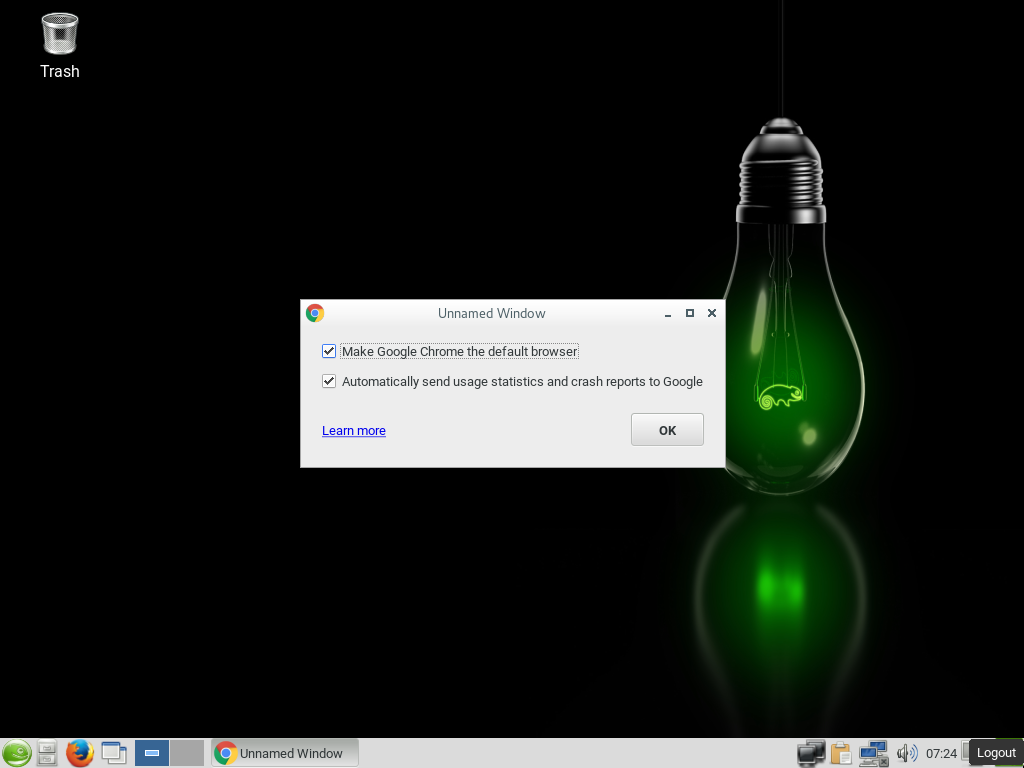 Trash
Unnamed Window
Make Google Chrome the default browser
Automatically send usage statistics and crash reports to Google
Learn more
OK
Unnamed Window
07:24
Logout